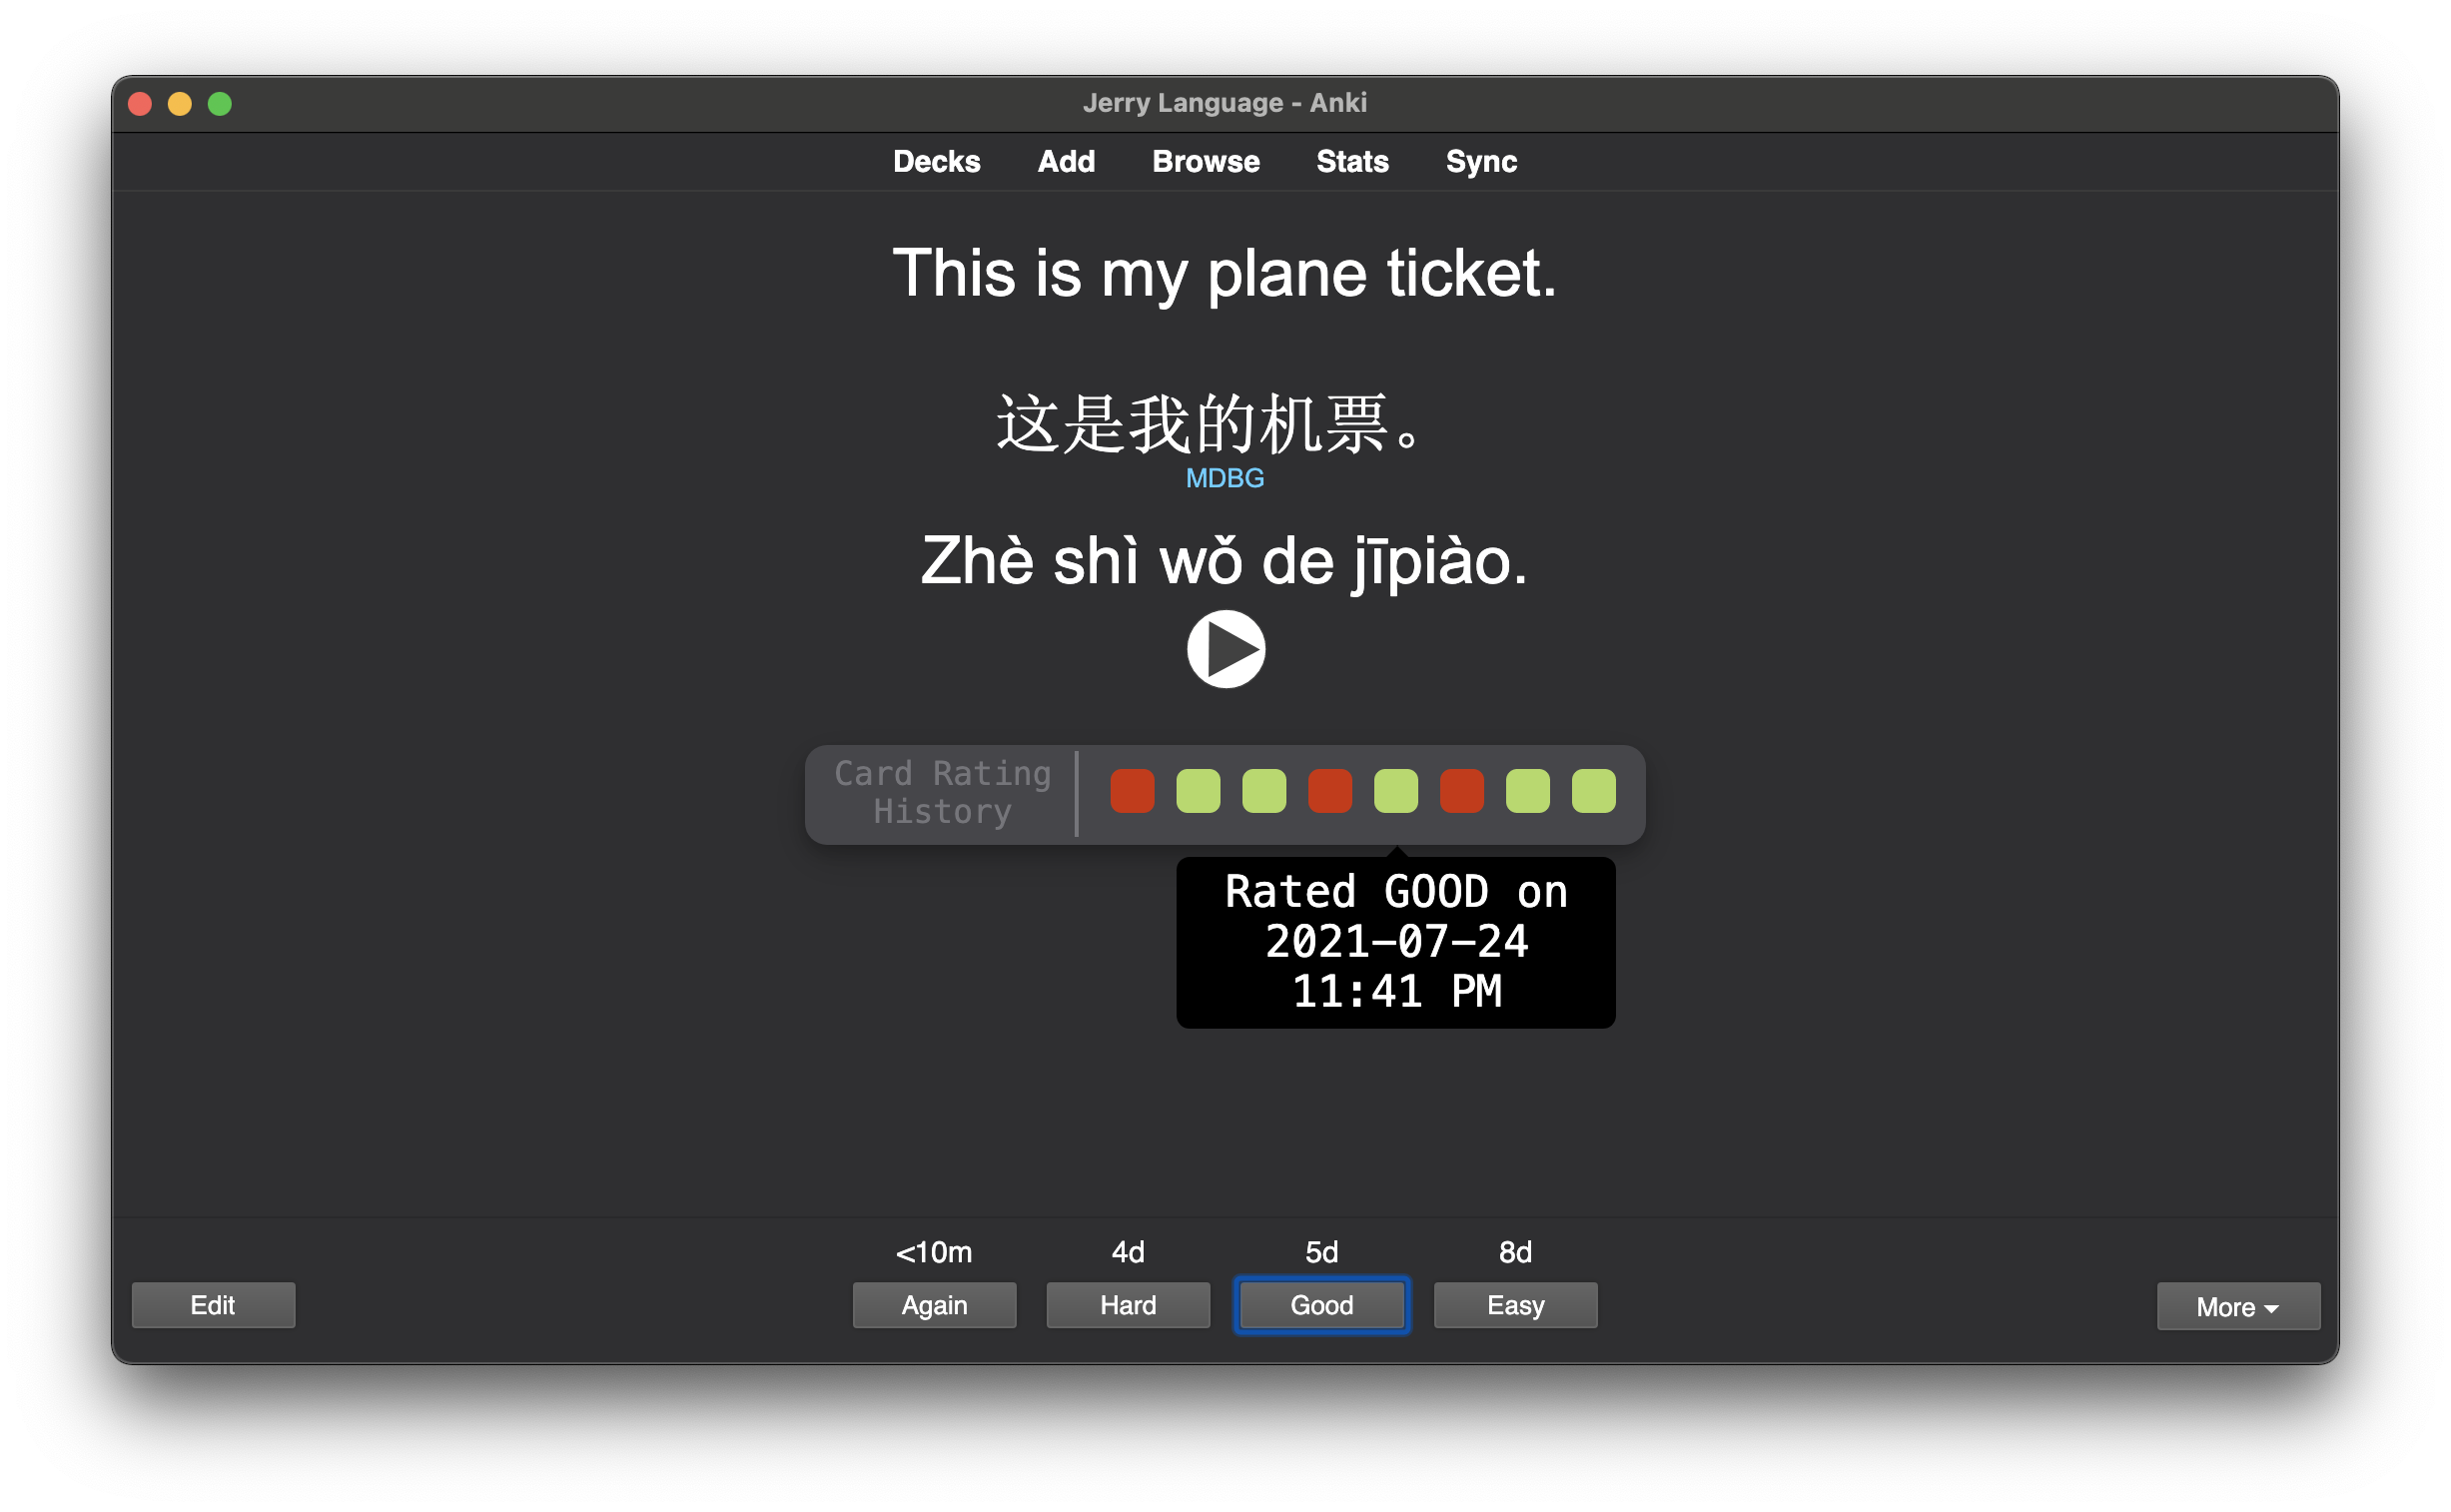 Jerry Language - Anki
Decks Add Browse Stats Sync
This is my plane ticket.
这是我的机票。
MDBG
Zhè shì wǒ de jīpiào.
Card Rating
History
Rated GOOD on
2021-07-24
11:41 PM
<10m 4d 5d 8d
Edit Again Hard Good Easy More